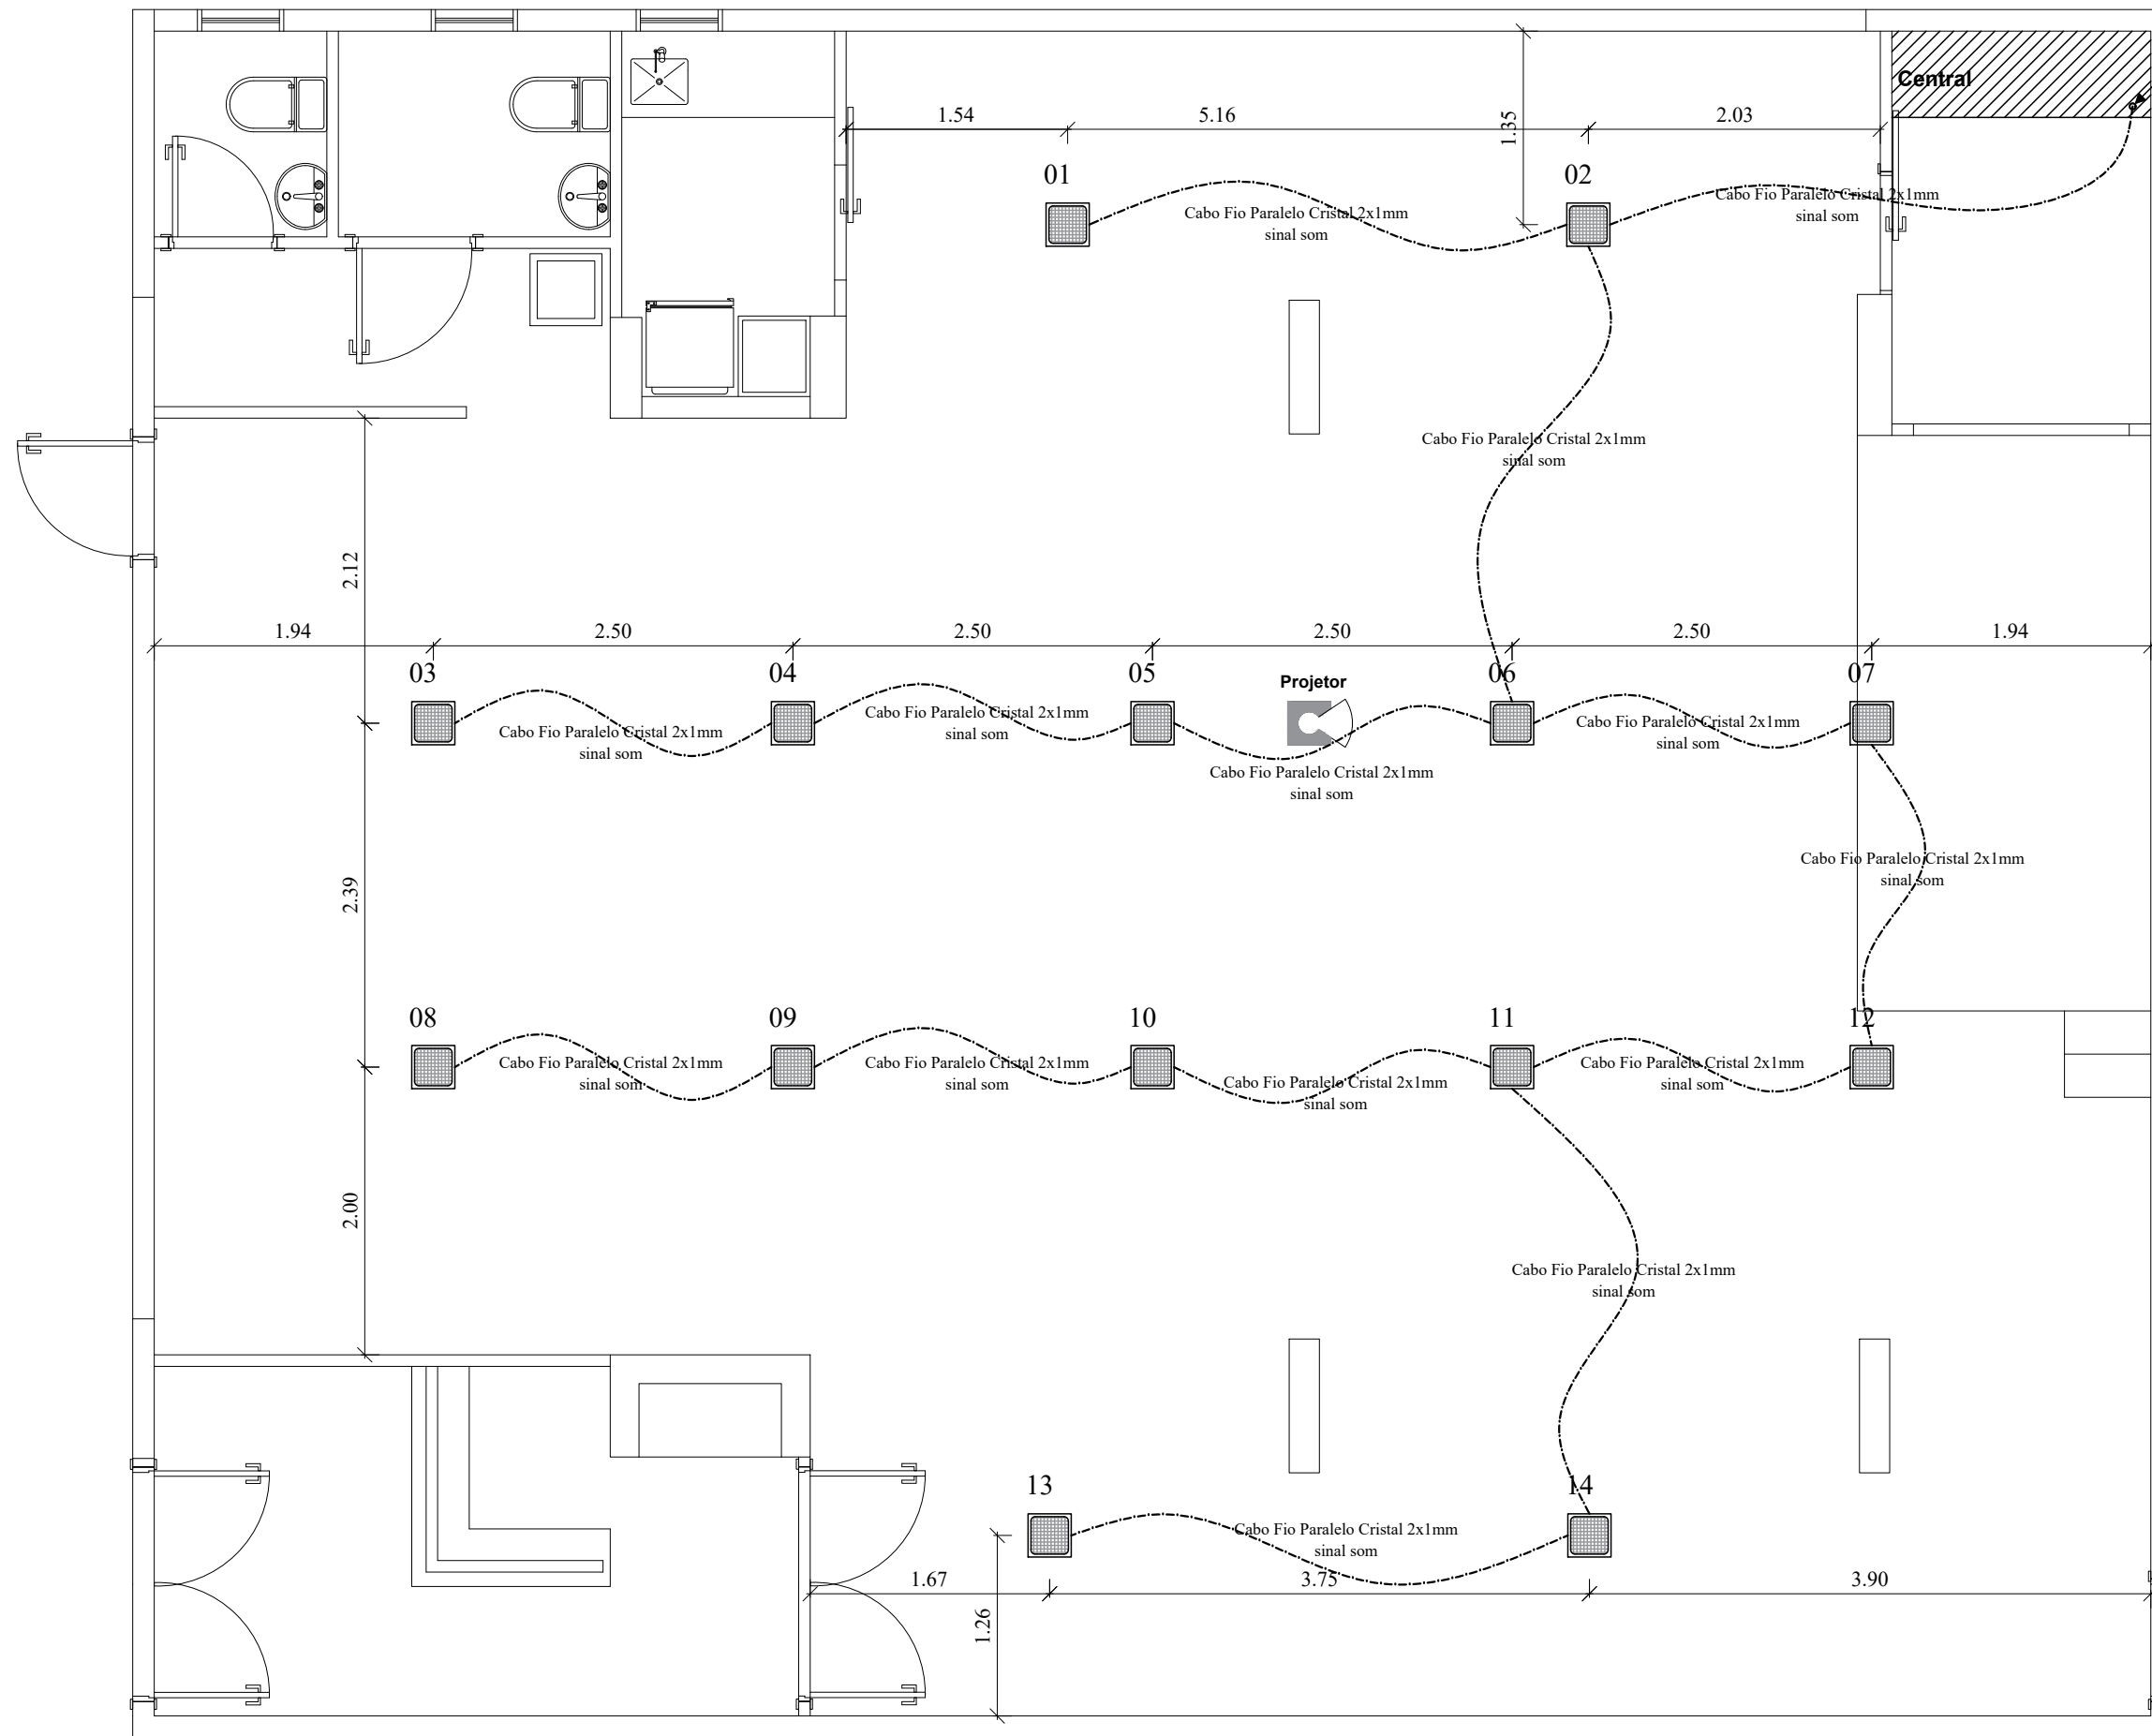 Central
1.54
5.16
2.03
1.35
01
02
Cabo Fio Paralelo Cristal 2x1mm
sinal som
Cabo Fio Paralelo Cristal 2x1mm
sinal som
Cabo Fio Paralelo Cristal 2x1mm
sinal som
2.12
1.94
2.50
2.50
2.50
2.50
1.94
03
04
05
Projetor
06
07
Cabo Fio Paralelo Cristal 2x1mm
sinal som
Cabo Fio Paralelo Cristal 2x1mm
sinal som
Cabo Fio Paralelo Cristal 2x1mm
sinal som
Cabo Fio Paralelo Cristal 2x1mm
sinal som
2.39
Cabo Fio Paralelo Cristal 2x1mm
sinal som
08
09
10
11
12
Cabo Fio Paralelo Cristal 2x1mm
sinal som
Cabo Fio Paralelo Cristal 2x1mm
sinal som
Cabo Fio Paralelo Cristal 2x1mm
sinal som
Cabo Fio Paralelo Cristal 2x1mm
sinal som
2.00
Cabo Fio Paralelo Cristal 2x1mm
sinal som
13
14
Cabo Fio Paralelo Cristal 2x1mm
sinal som
1.67
3.75
3.90
1.26